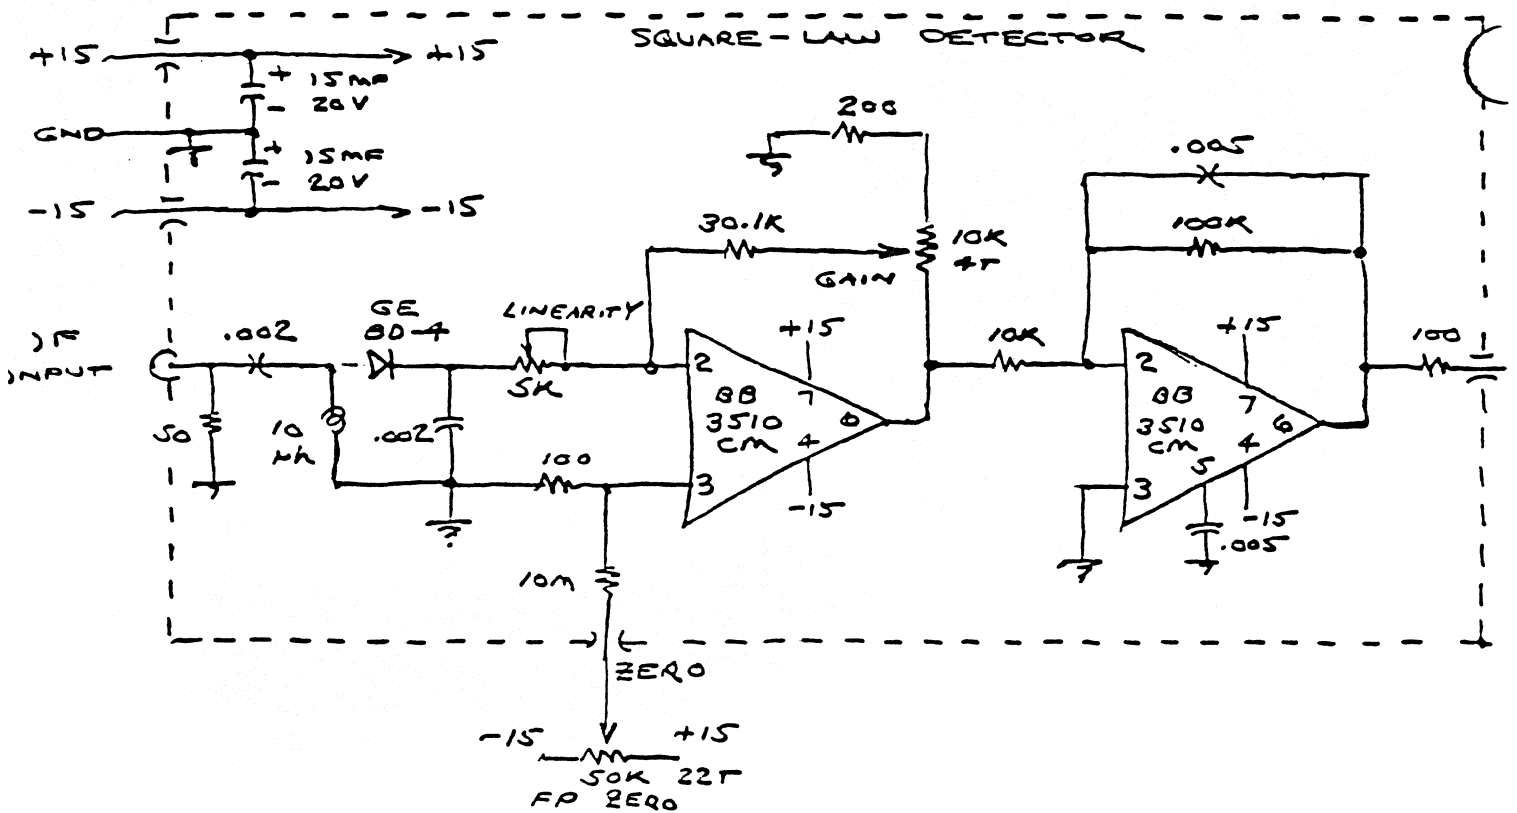 SQUARE-LAW DETECTOR
+15
+15
+ 15MF
- 20V
GND
+ 15MF
- 20V
-15
-15
200
.005
30.1K
10K
4T
GAIN
100K
IF
INPUT
.002
GE
BD-4
LINEARITY
5K
50
10
μh
.002
100
2
3
BB
3510
CM
+15
7
6
4
-15
10K
2
3
BB
3510
CM
+15
7
6
5
4
-15
.005
100
10M
ZERO
-15
+15
50K 22T
FP ZERO